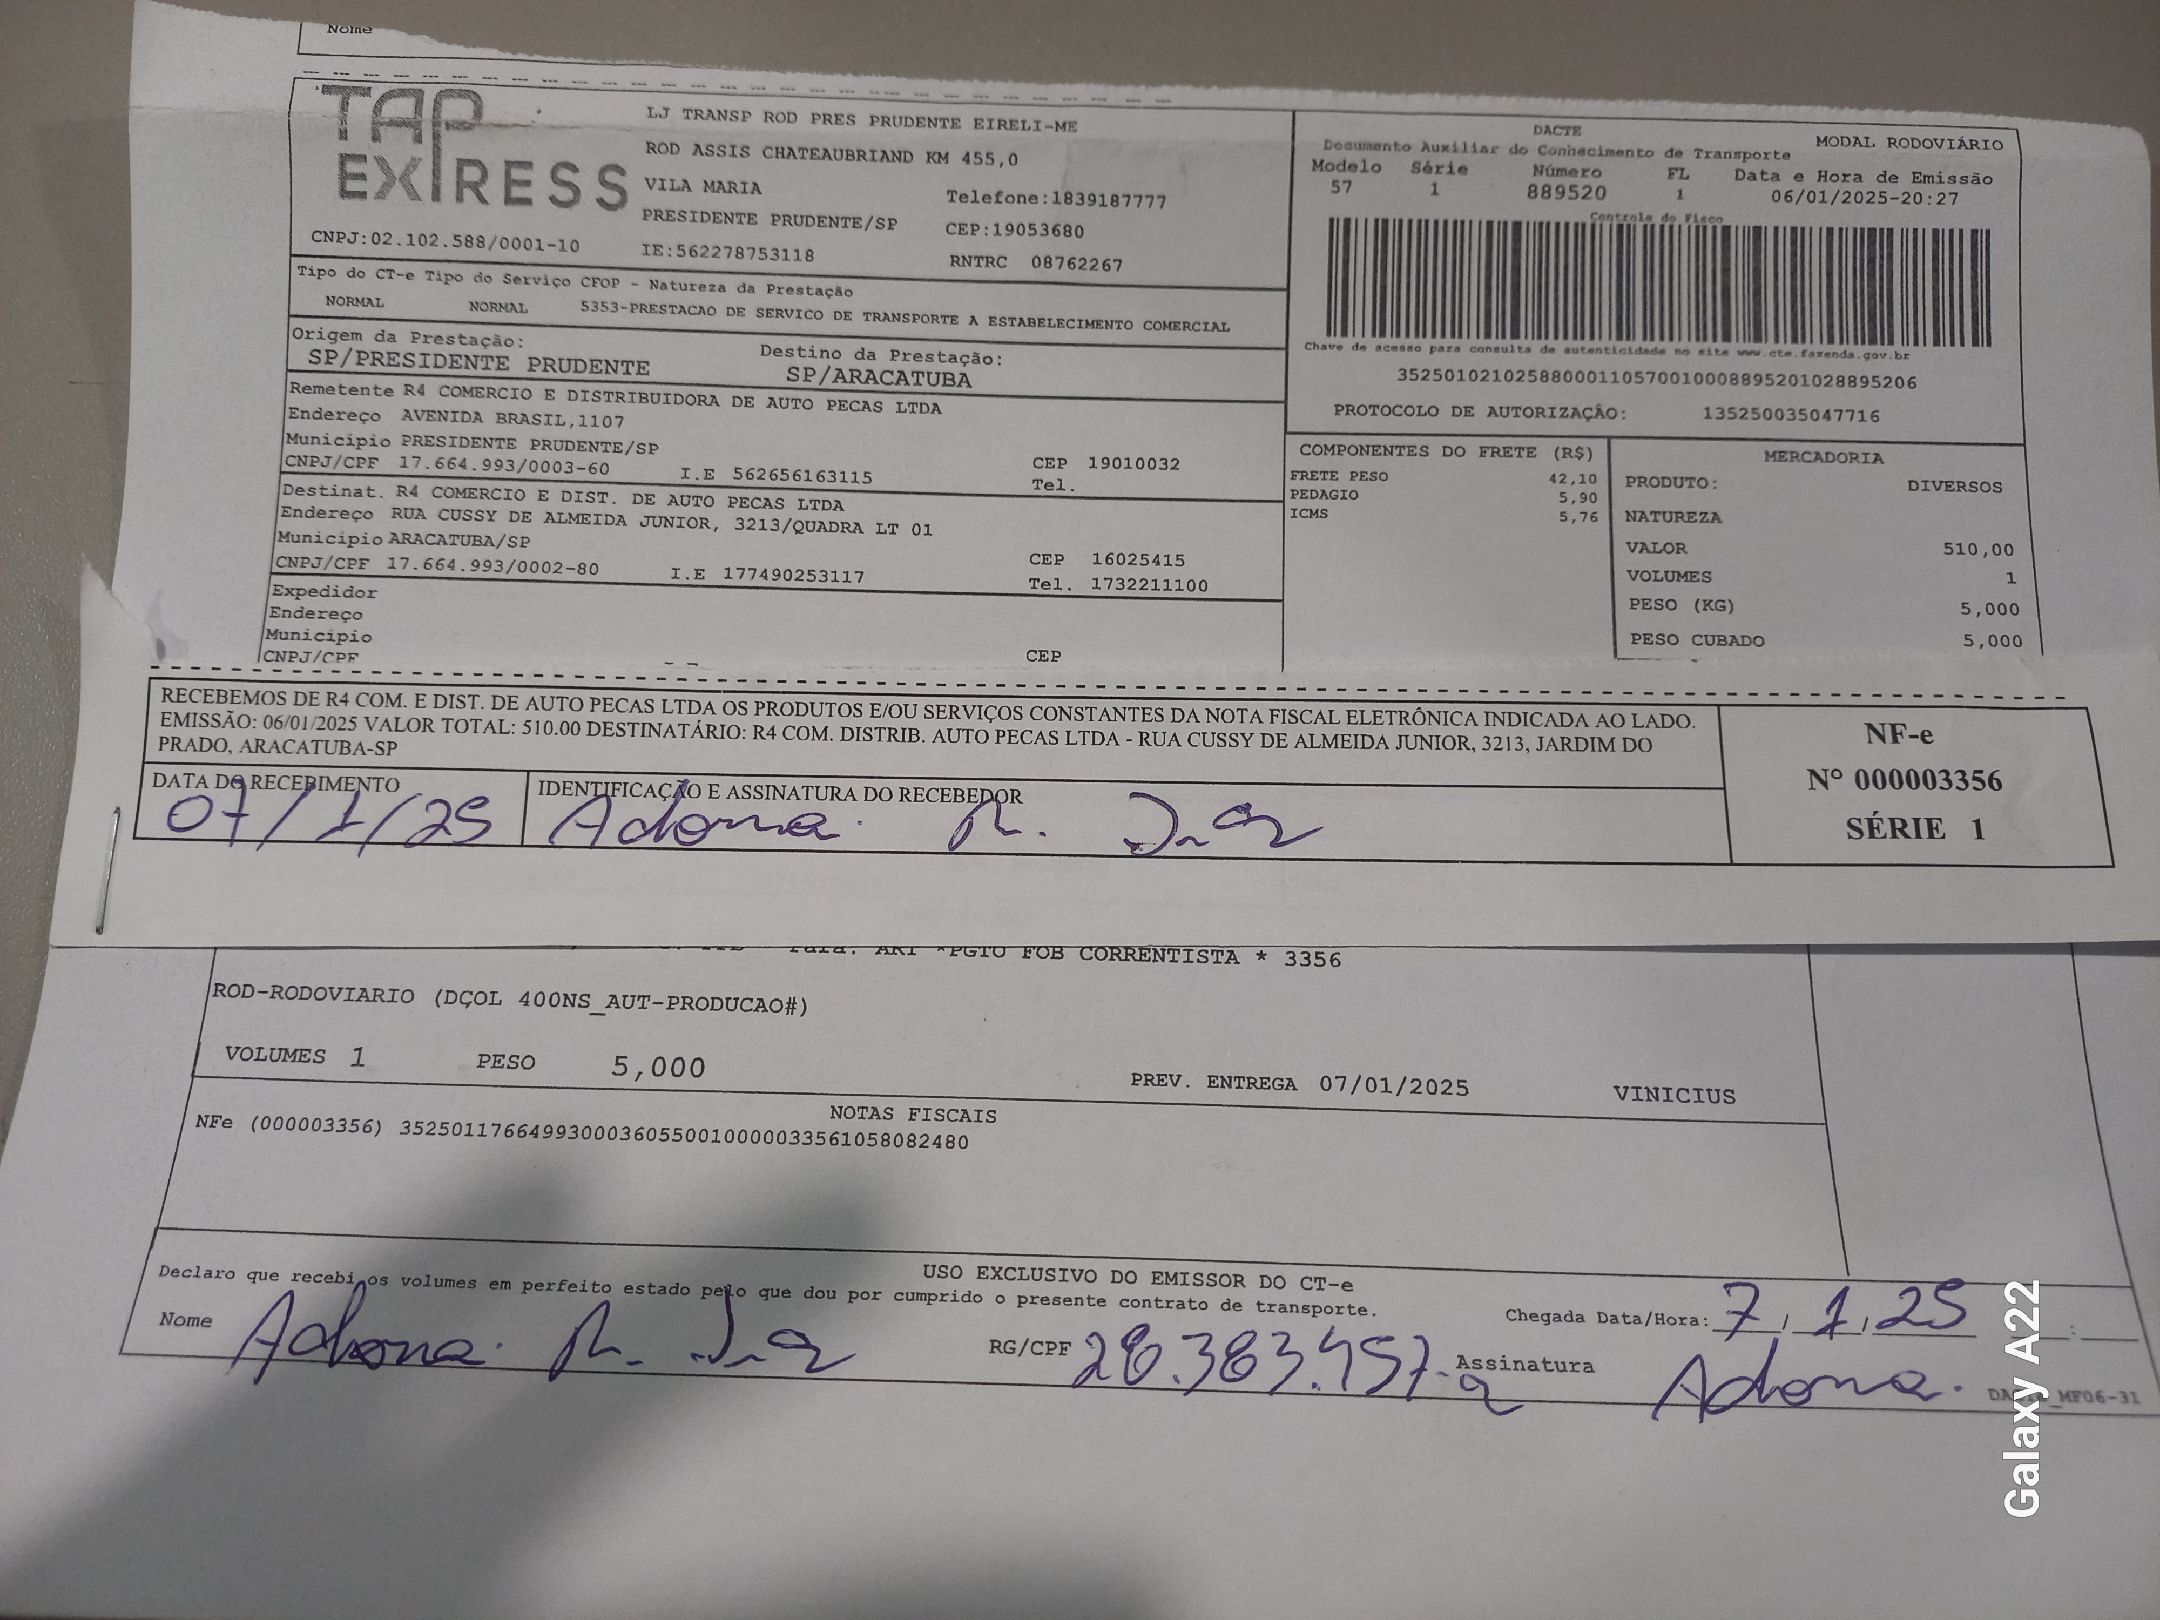 Nome
TAP EXPRESS
LJ TRANSP ROD PRES PRUDENTE EIRELI-ME
ROD ASSIS CHATEAUBRIAND KM 455,0
VILA MARIA Telefone:1839187777
PRESIDENTE PRUDENTE/SP CEP:19053680
CNPJ:02.102.588/0001-10 IE:562278753118 RNTRC 08762267
DACTE MODAL RODOVIÁRIO
Documento Auxiliar do Conhecimento de Transporte
Modelo Série Número FL Data e Hora de Emissão
57 1 889520 1 06/01/2025-20:27
Controle do Fisco
Chave de acesso para consulta de autenticidade no site www.cte.fazenda.gov.br
35250102102588000110570010008895201028895206
PROTOCOLO DE AUTORIZAÇÃO: 135250035047716
Tipo do CT-e Tipo do Serviço CFOP - Natureza da Prestação
NORMAL NORMAL 5353-PRESTACAO DE SERVICO DE TRANSPORTE A ESTABELECIMENTO COMERCIAL
Origem da Prestação: Destino da Prestação:
SP/PRESIDENTE PRUDENTE SP/ARACATUBA
Remetente R4 COMERCIO E DISTRIBUIDORA DE AUTO PECAS LTDA
Endereço AVENIDA BRASIL,1107
Município PRESIDENTE PRUDENTE/SP CEP 19010032
CNPJ/CPF 17.664.993/0003-60 I.E 562656163115 Tel.
Destinat. R4 COMERCIO E DIST. DE AUTO PECAS LTDA
Endereço RUA CUSSY DE ALMEIDA JUNIOR, 3213/QUADRA LT 01
Município ARACATUBA/SP CEP 16025415
CNPJ/CPF 17.664.993/0002-80 I.E 177490253117 Tel. 1732211100
Expedidor
Endereço
Município
CNPJ/CPF CEP
COMPONENTES DO FRETE (R$)
FRETE PESO 42,10
PEDAGIO 5,90
ICMS 5,76
MERCADORIA
PRODUTO: DIVERSOS
NATUREZA
VALOR 510,00
VOLUMES 1
PESO (KG) 5,000
PESO CUBADO 5,000
RECEBEMOS DE R4 COM. E DIST. DE AUTO PECAS LTDA OS PRODUTOS E/OU SERVIÇOS CONSTANTES DA NOTA FISCAL ELETRÔNICA INDICADA AO LADO.
EMISSÃO: 06/01/2025 VALOR TOTAL: 510.00 DESTINATÁRIO: R4 COM. DISTRIB. AUTO PECAS LTDA - RUA CUSSY DE ALMEIDA JUNIOR, 3213, JARDIM DO
PRADO, ARACATUBA-SP
DATA DO RECEBIMENTO IDENTIFICAÇÃO E ASSINATURA DO RECEBEDOR
07/1/25
NF-e
Nº 000003356
SÉRIE 1
*PGTO FOB CORRENTISTA * 3356
ROD-RODOVIARIO (DÇOL 400NS_AUT-PRODUCAO#)
VOLUMES 1 PESO 5,000 PREV. ENTREGA 07/01/2025 VINICIUS
NOTAS FISCAIS
NFe (000003356) 35250117664993000360550010000033561058082480
USO EXCLUSIVO DO EMISSOR DO CT-e
Declaro que recebi os volumes em perfeito estado pelo que dou por cumprido o presente contrato de transporte.
Nome RG/CPF Assinatura
Chegada Data/Hora: 7/1/25
Galaxy A22